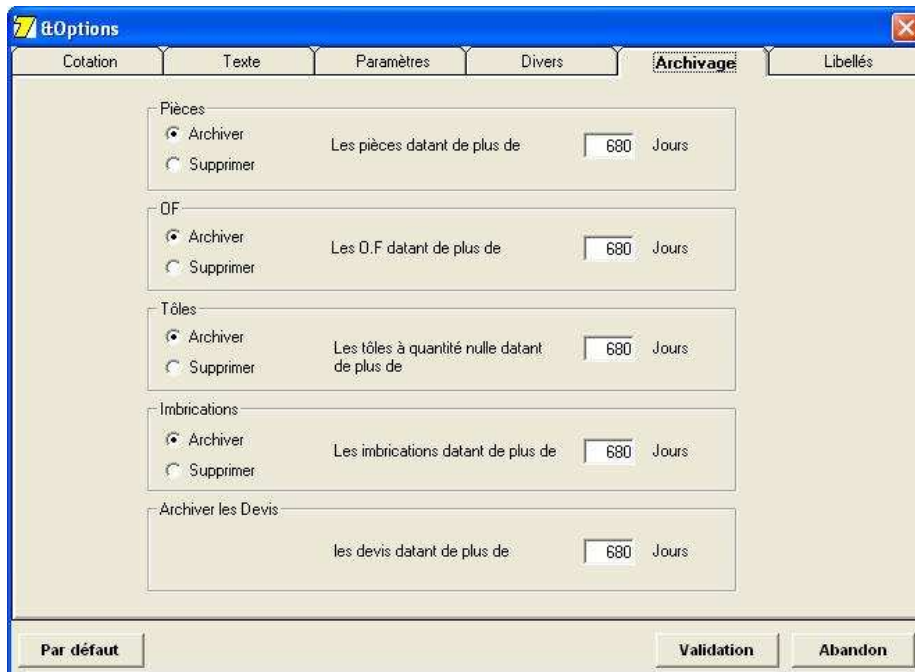 &Options
Cotation Texte Paramètres Divers Archivage Libellés
Pièces
Archiver
Les pièces datant de plus de 680 Jours
Supprimer
OF
Archiver
Les O.F datant de plus de 680 Jours
Supprimer
Tôles
Archiver
Les tôles à quantité nulle datant 680 Jours
de plus de
Supprimer
Imbrications
Archiver
Les imbrications datant de plus de 680 Jours
Supprimer
Archiver les Devis
les devis datant de plus de 680 Jours
Par défaut Validation Abandon